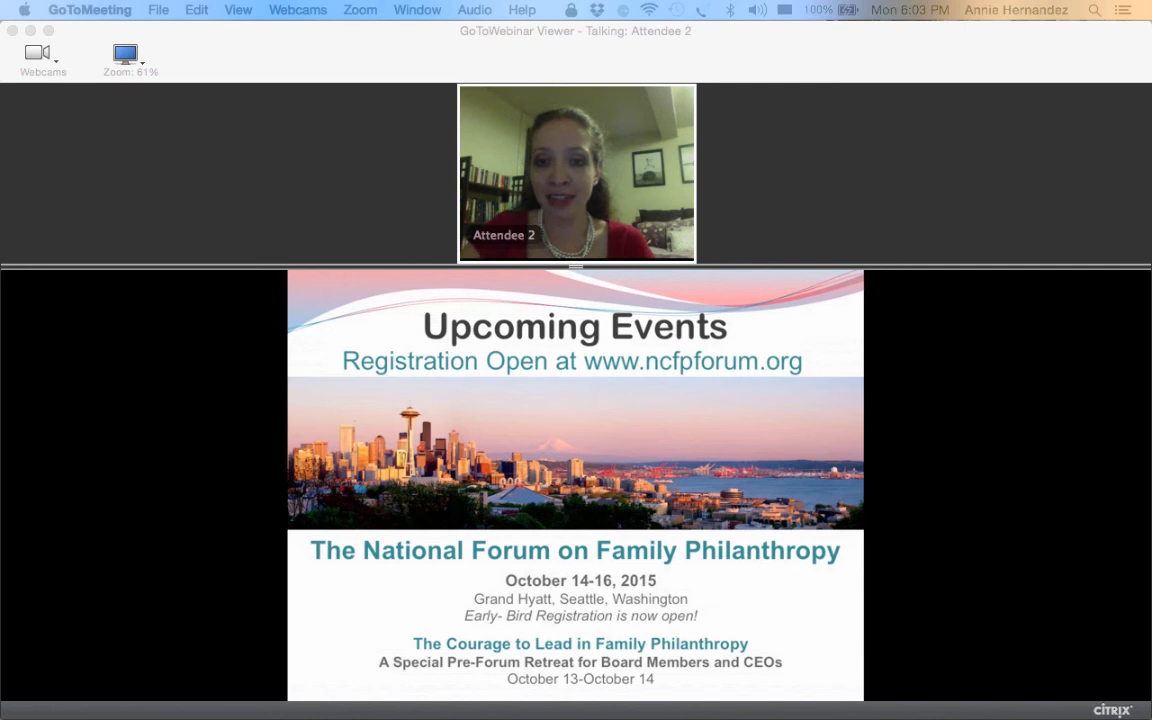 GoToMeeting File Edit View Webcams Zoom Window Audio Help 100% Mon 6:03 PM Annie Hernandez
GoToWebinar Viewer - Talking: Attendee 2
Webcams Zoom: 61%
Attendee 2
Upcoming Events
Registration Open at www.ncfpforum.org
The National Forum on Family Philanthropy
October 14-16, 2015
Grand Hyatt, Seattle, Washington
Early- Bird Registration is now open!
The Courage to Lead in Family Philanthropy
A Special Pre-Forum Retreat for Board Members and CEOs
October 13-October 14
CİTRIX